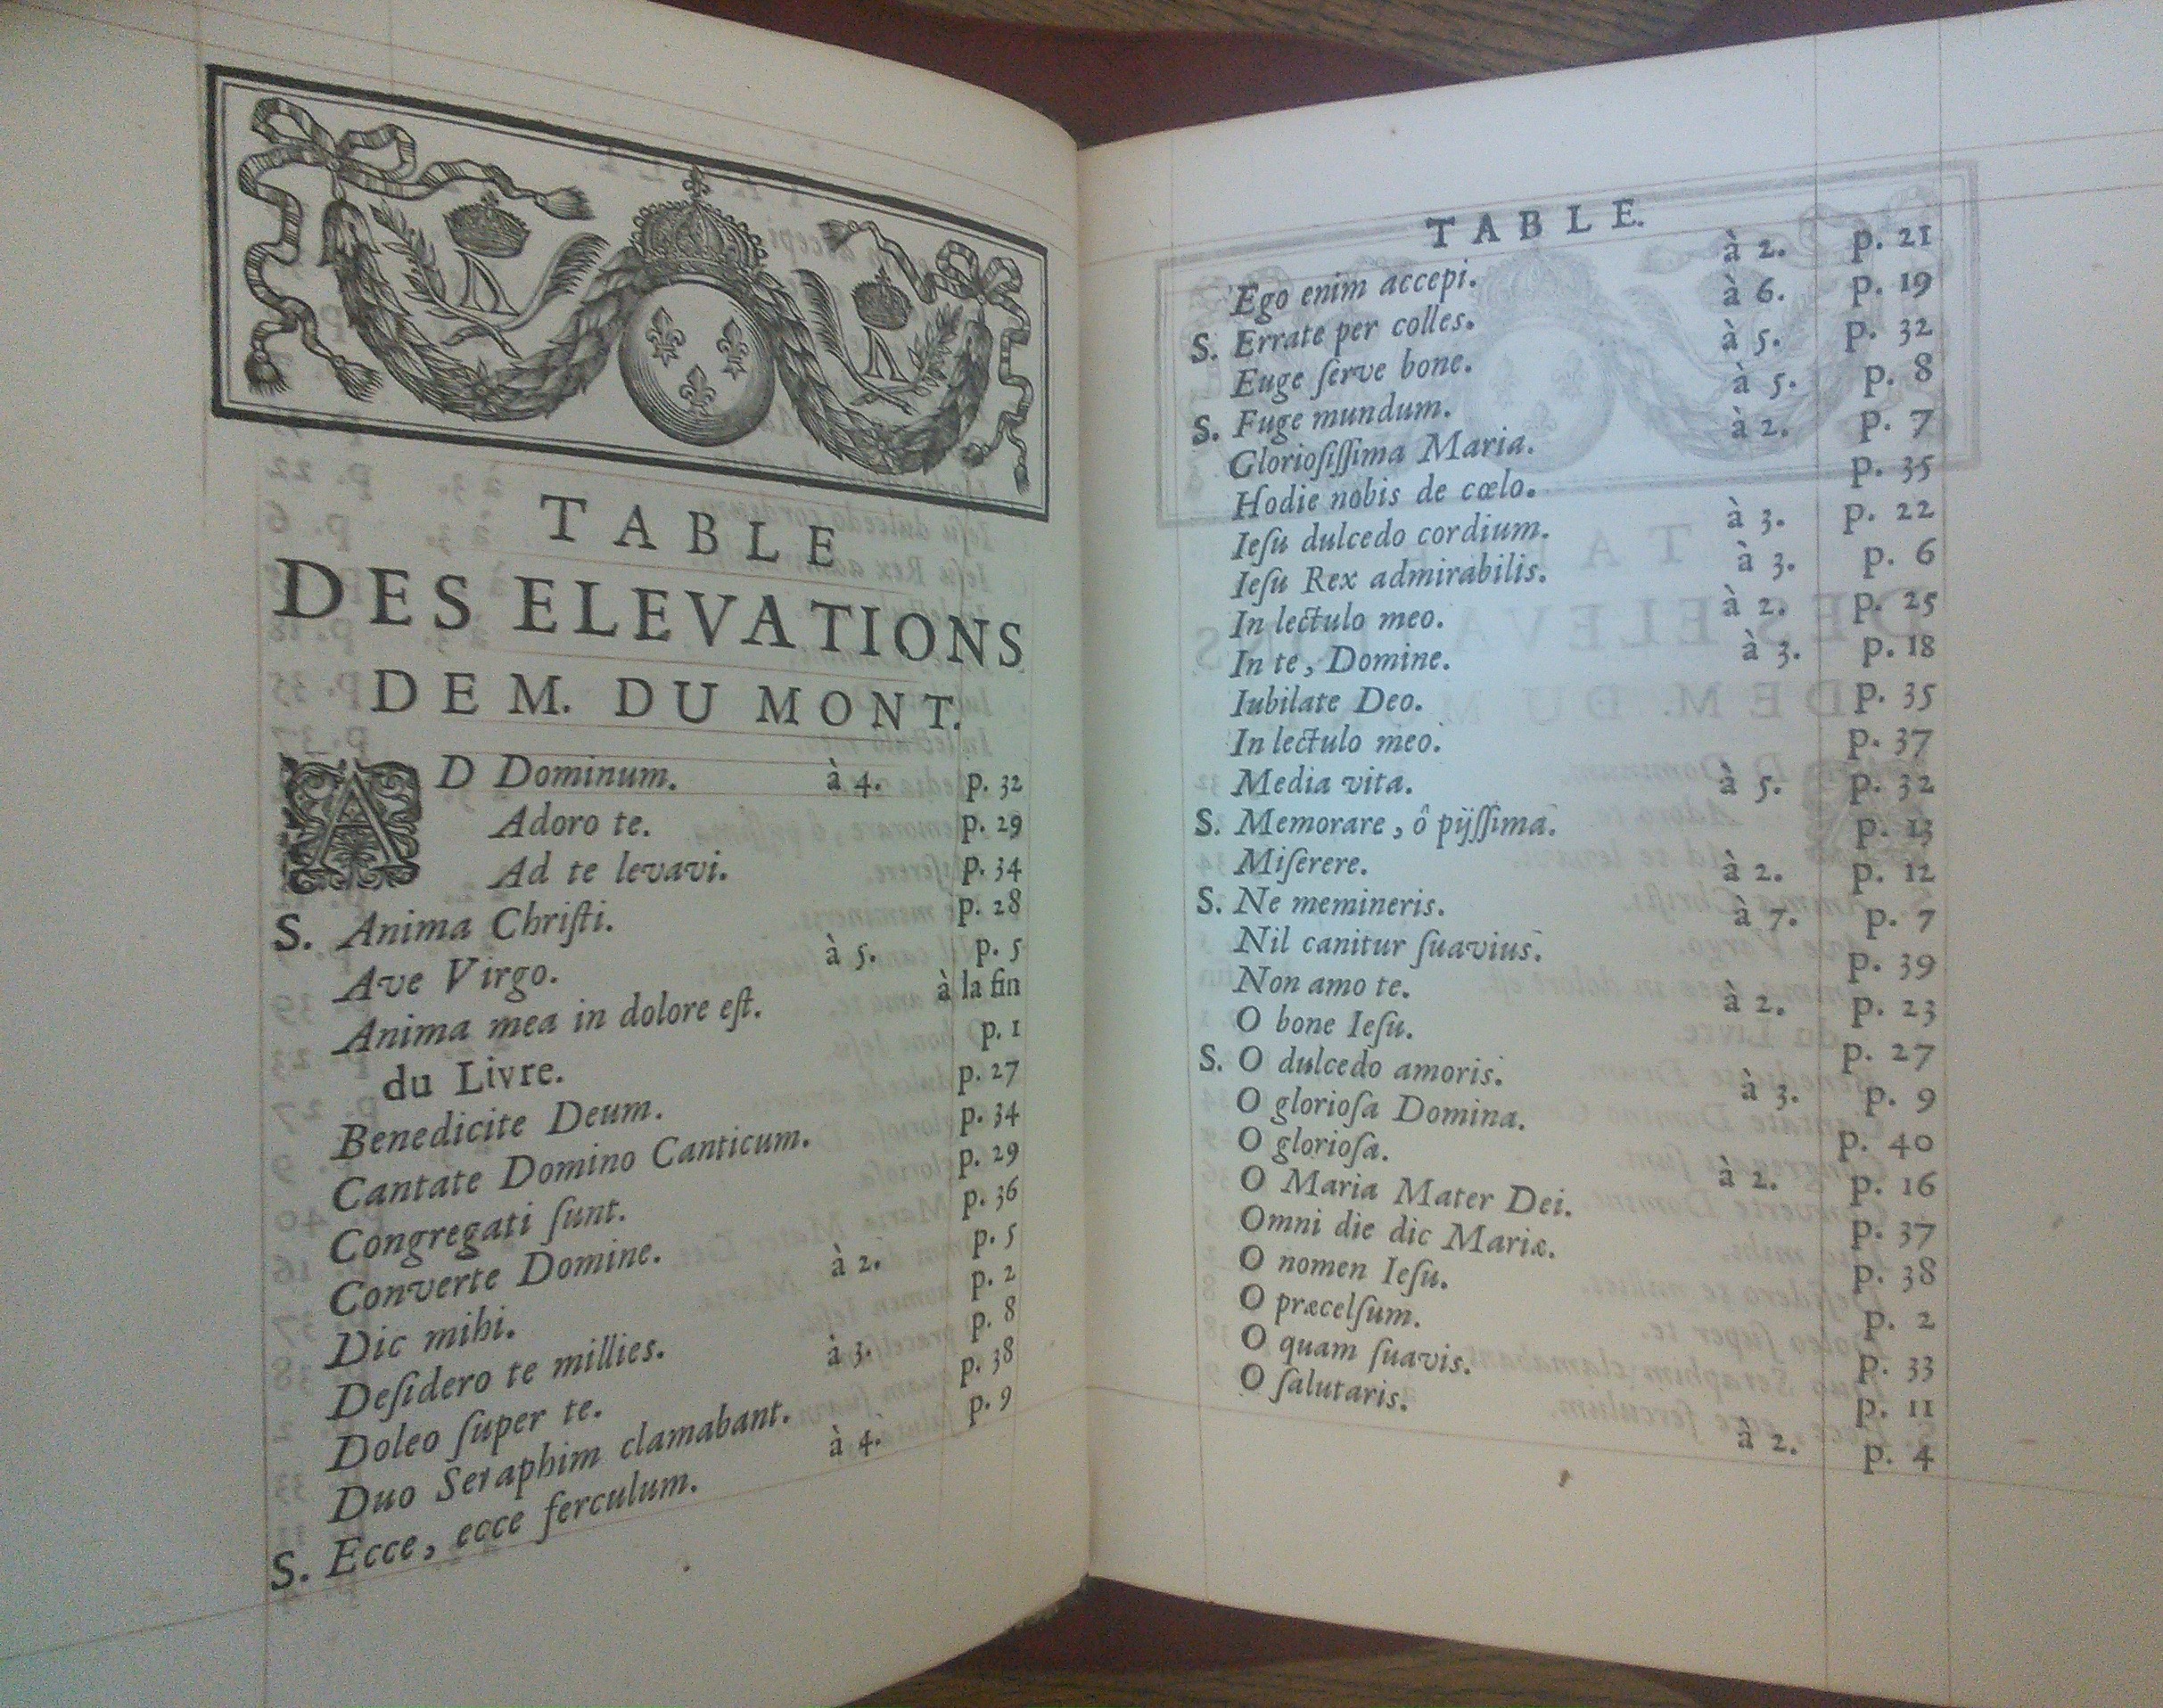 TABLE
DES ELEVATIONS
DE M. DU MONT.
AD Dominum. à 4. p. 32
Adoro te. p. 29
Ad te levavi. p. 34
S. Anima Chriſti. p. 28
Ave Virgo. à 5. p. 5
Anima mea in dolore eſt. à la fin
du Livre. p. 1
Benedicite Deum. p. 27
Cantate Domino Canticum. p. 34
Congregati ſunt. p. 29
Converte Domine. p. 36
Dic mihi. à 2. p. 5
Deſidero te millies. p. 2
Doleo ſuper te. à 3. p. 8
Duo Seraphim clamabant. p. 38
S. Ecce, ecce ferculum. à 4. p. 9
TABLE.
Ego enim accepi. à 2. p. 21
S. Errate per colles. à 6. p. 19
Euge ſerve bone. à 5. p. 32
S. Fuge mundum. à 5. p. 8
Glorioſiſſima Maria. à 2. p. 7
Hodie nobis de cœlo. p. 35
Ieſu dulcedo cordium. à 3. p. 22
Ieſu Rex admirabilis. à 3. p. 6
In lectulo meo. à 2. p. 25
In te, Domine. à 3. p. 18
Iubilate Deo. p. 35
In lectulo meo. p. 37
Media vita. à 5. p. 32
S. Memorare, ô pijſſima. p. 13
Miſerere. à 2. p. 12
S. Ne memineris. à 7. p. 7
Nil canitur ſuavius. p. 39
Non amo te. à 2. p. 23
O bone Ieſu. p. 27
S. O dulcedo amoris. à 3. p. 9
O glorioſa Domina. p. 40
O glorioſa. à 2. p. 16
O Maria Mater Dei. p. 37
Omni die dic Mariæ. p. 38
O nomen Ieſu. p. 2
O præcelſum. p. 33
O quam ſuavis. p. 11
O ſalutaris. à 2. p. 4